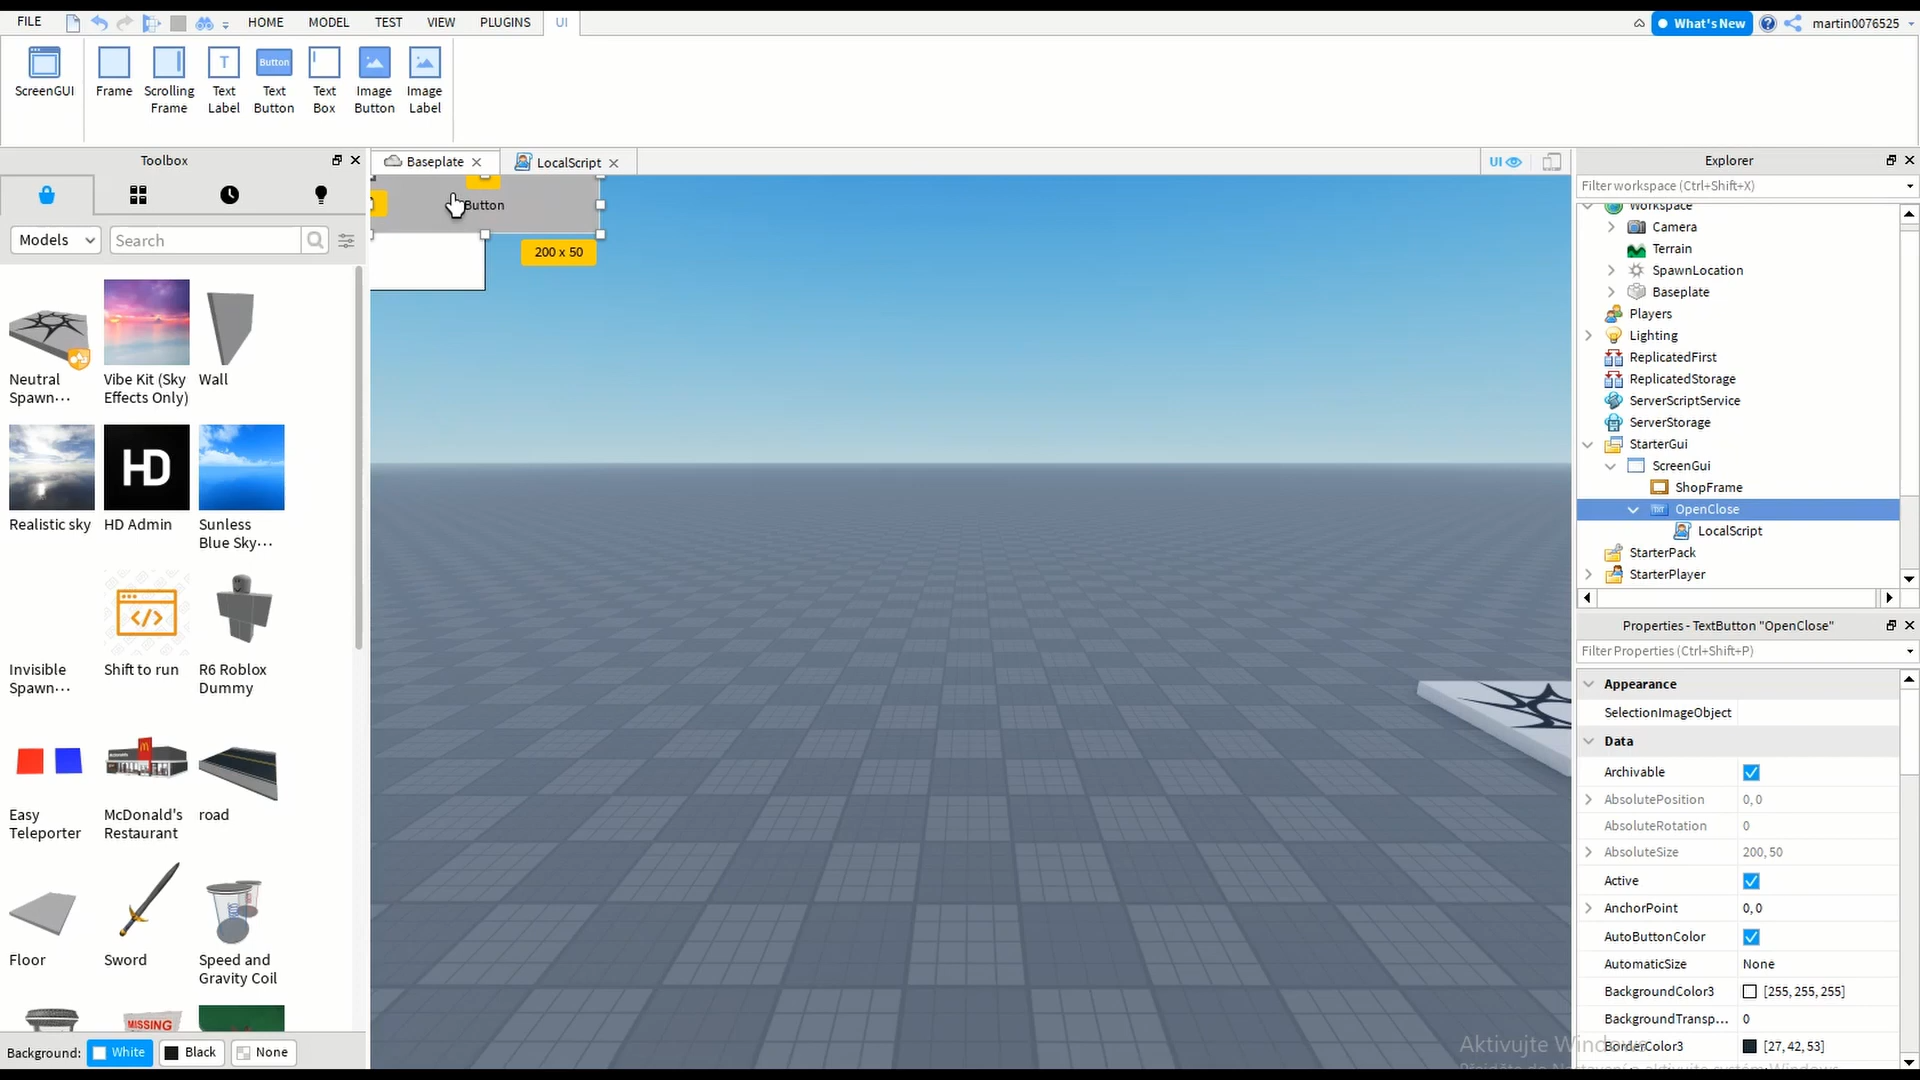 FILE HOME MODEL TEST VIEW PLUGINS UI What's New martin0076525
ScreenGUI Frame Scrolling Frame Text Label Button Text Button Text Box Image Button Image Label
Toolbox
Baseplate LocalScript UI
Explorer
Models Search
Filter workspace (Ctrl+Shift+X)
Button
200 x 50
Neutral Spawn...
Vibe Kit (Sky Effects Only)
Wall
Realistic sky
HD
HD Admin
Sunless Blue Sky...
Invisible Spawn...
Shift to run
R6 Roblox Dummy
Easy Teleporter
McDonald's Restaurant
road
Floor
Sword
Speed and Gravity Coil
MISSING
Background: White Black None
Workspace
Camera
Terrain
SpawnLocation
Baseplate
Players
Lighting
ReplicatedFirst
ReplicatedStorage
ServerScriptService
ServerStorage
StarterGui
ScreenGui
ShopFrame
OpenClose
LocalScript
StarterPack
StarterPlayer
Properties - TextButton "OpenClose"
Filter Properties (Ctrl+Shift+P)
Appearance
SelectionImageObject
Data
Archivable
AbsolutePosition 0, 0
AbsoluteRotation 0
AbsoluteSize 200, 50
Active
AnchorPoint 0, 0
AutoButtonColor
AutomaticSize None
BackgroundColor3 [255, 255, 255]
BackgroundTransp... 0
BorderColor3 [27, 42, 53]
Aktivujte Windows